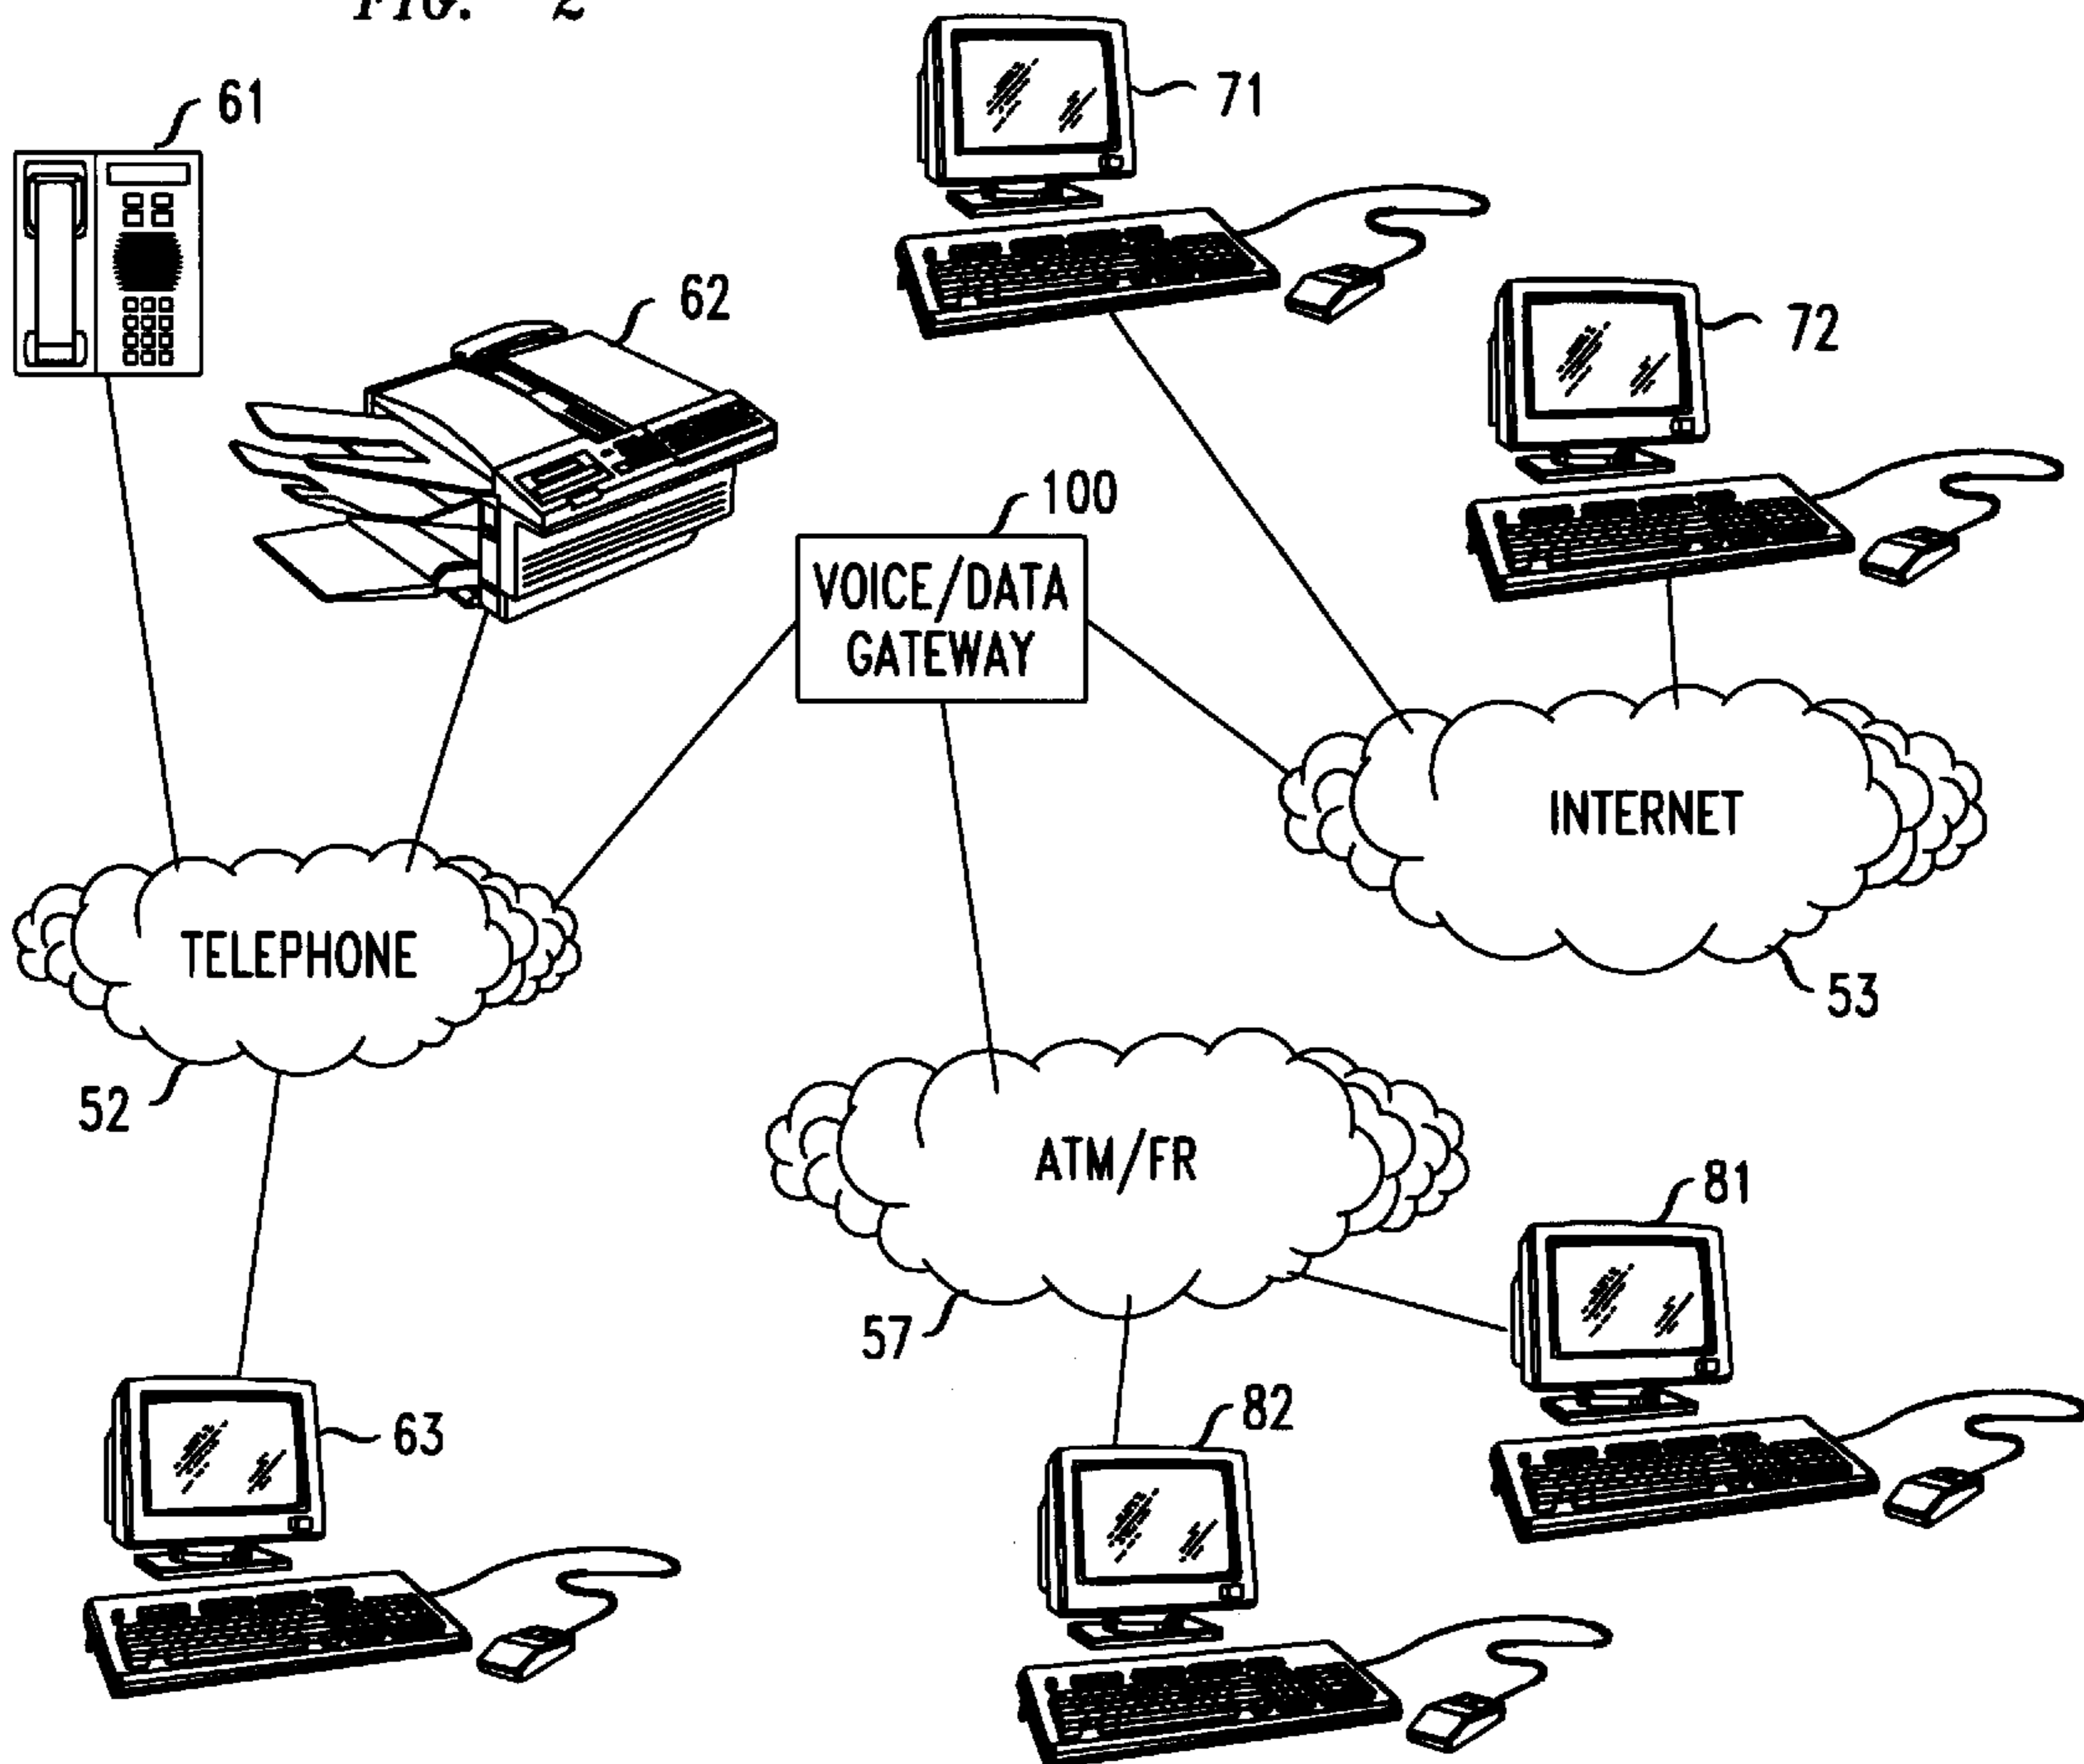 FIG. 2
61
71
62
72
100
VOICE/DATA
GATEWAY
INTERNET
TELEPHONE
53
52
ATM/FR
81
57
82
63